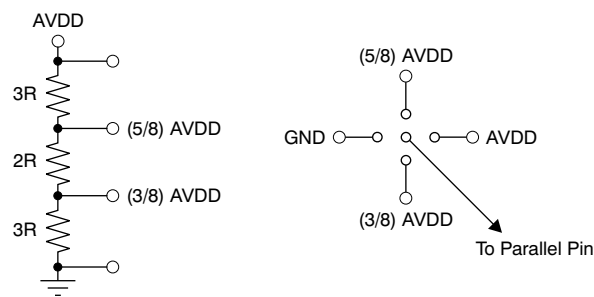 AVDD
3R
(5/8) AVDD
2R
(3/8) AVDD
3R
(5/8) AVDD
GND
AVDD
(3/8) AVDD
To Parallel Pin